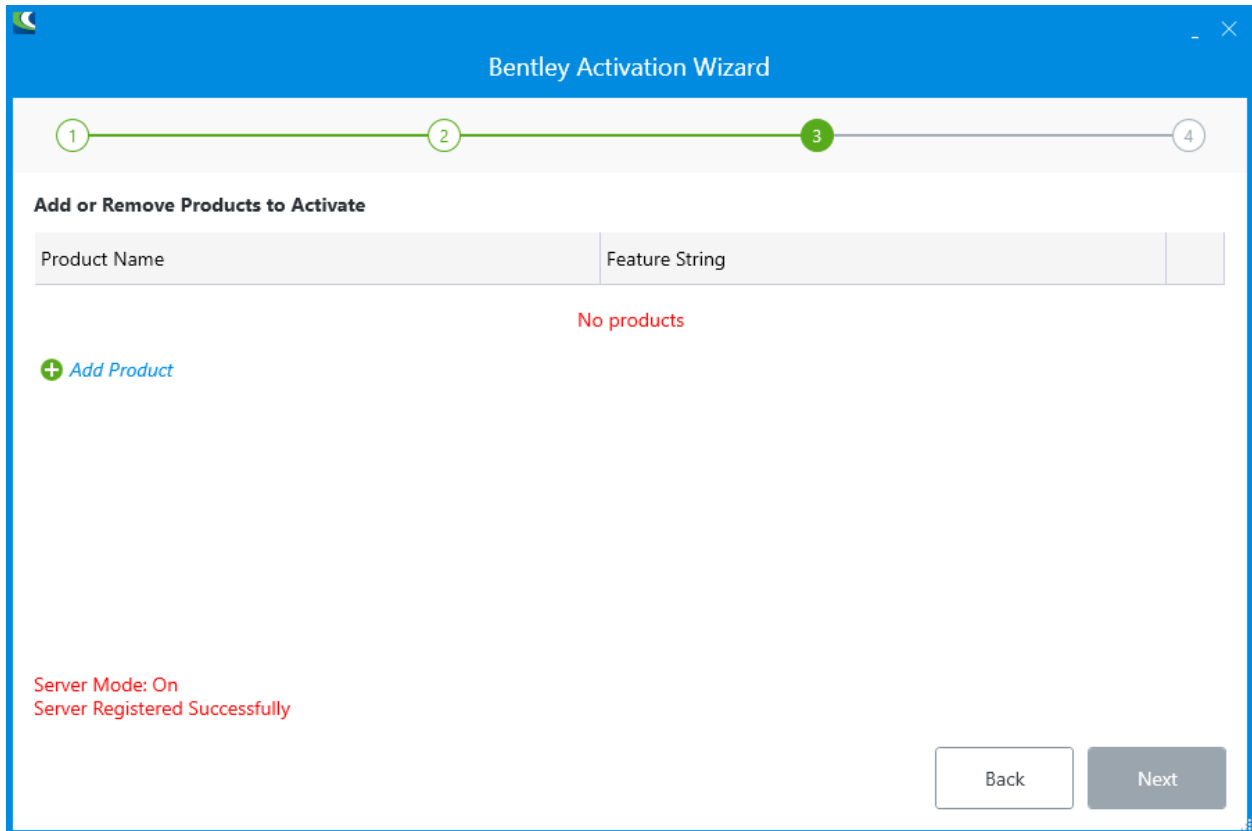 Bentley Activation Wizard
1 2 3 4
Add or Remove Products to Activate
Product Name Feature String
No products
Add Product
Server Mode: On
Server Registered Successfully
Back Next